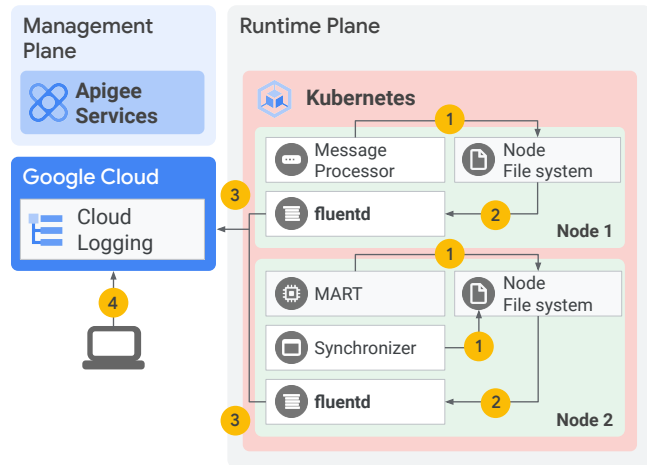 Management
Plane
Apigee
Services
Google Cloud
Cloud
Logging
4
Runtime Plane
Kubernetes
1
Message
Processor
Node
File system
3
fluentd
2
Node 1
1
MART
Node
File system
Synchronizer
1
fluentd
2
3
Node 2